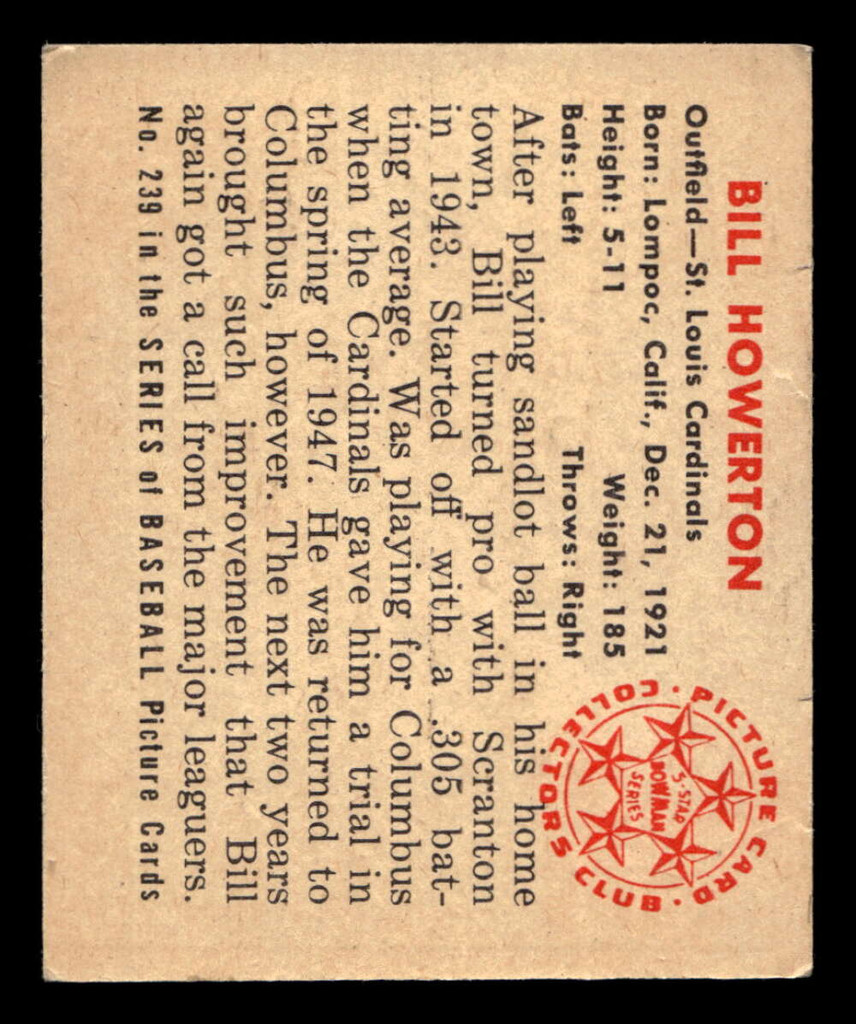 BILL HOWERTON
Outfield—St. Louis Cardinals
Born: Lompoc, Calif., Dec. 21, 1921
Height: 5-11 Weight: 185
Bats: Left Throws: Right
After playing sandlot ball in his home
town, Bill turned pro with Scranton
in 1943. Started off with a .305 bat-
ting average. Was playing for Columbus
when the Cardinals gave him a trial in
the spring of 1947. He was returned to
Columbus, however. The next two years
brought such improvement that Bill
again got a call from the major leaguers.
No. 239 in the SERIES of BASEBALL Picture Cards
PICTURE CARD · COLLECTORS CLUB ·
5-STAR
BOWMAN
SERIES